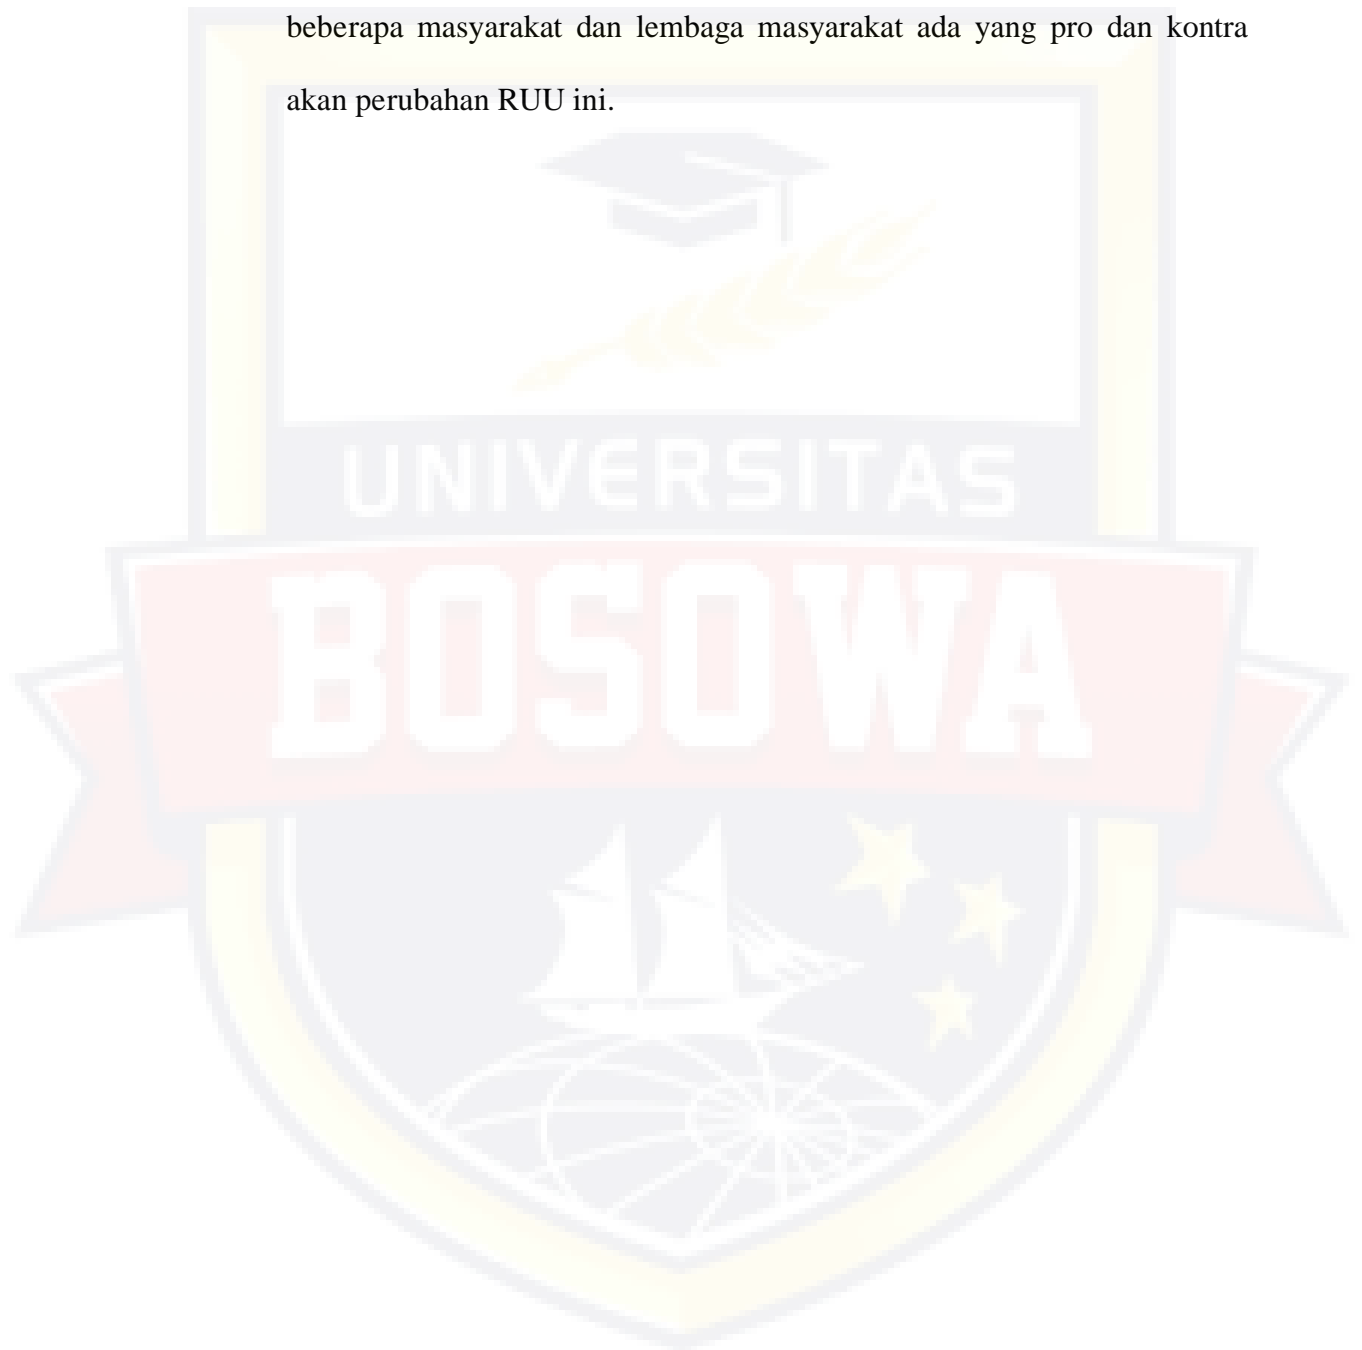 beberapa masyarakat dan lembaga masyarakat ada yang pro dan kontra
akan perubahan RUU ini.
UNIVERSITAS
BOSOWA